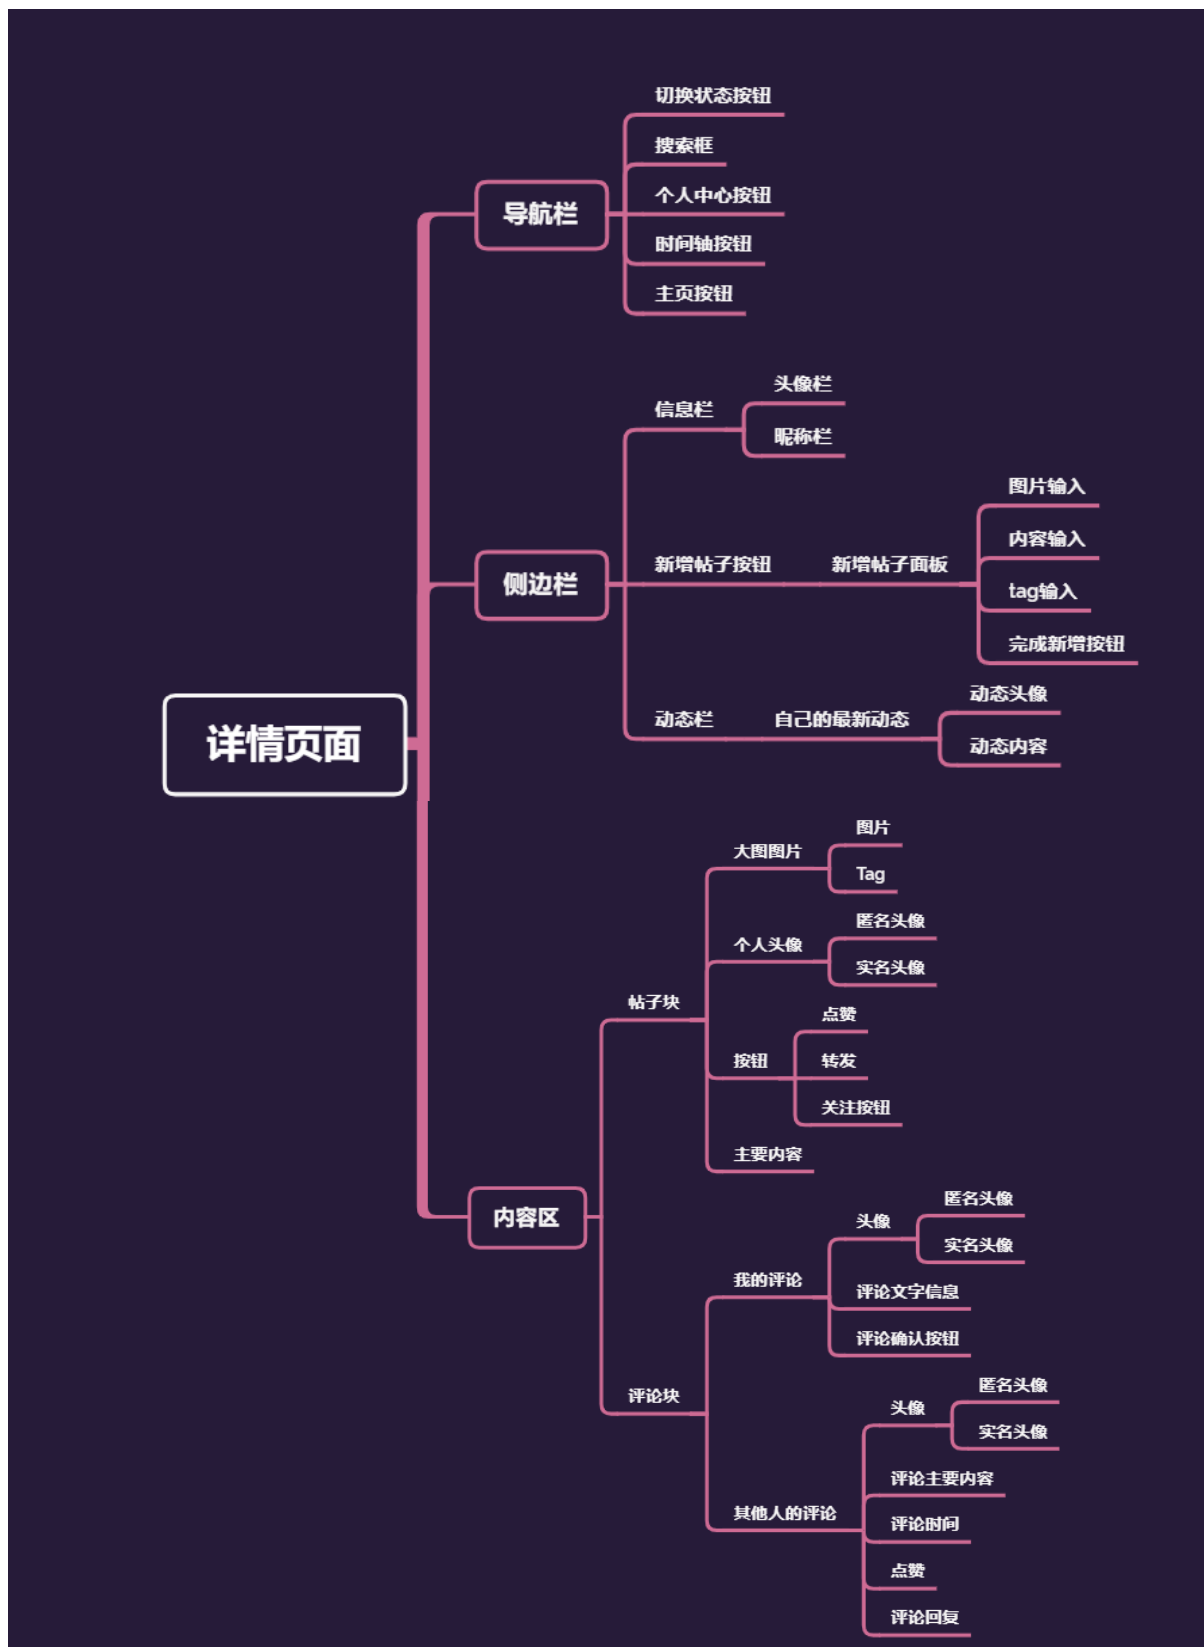 详情页面
导航栏
切换状态按钮
搜索框
个人中心按钮
时间轴按钮
主页按钮
侧边栏
信息栏
头像栏
昵称栏
新增帖子按钮
新增帖子面板
图片输入
内容输入
tag输入
完成新增按钮
动态栏
自己的最新动态
动态头像
动态内容
内容区
帖子块
大图图片
图片
Tag
个人头像
匿名头像
实名头像
按钮
点赞
转发
关注按钮
主要内容
评论块
我的评论
头像
匿名头像
实名头像
评论文字信息
评论确认按钮
其他人的评论
头像
匿名头像
实名头像
评论主要内容
评论时间
点赞
评论回复